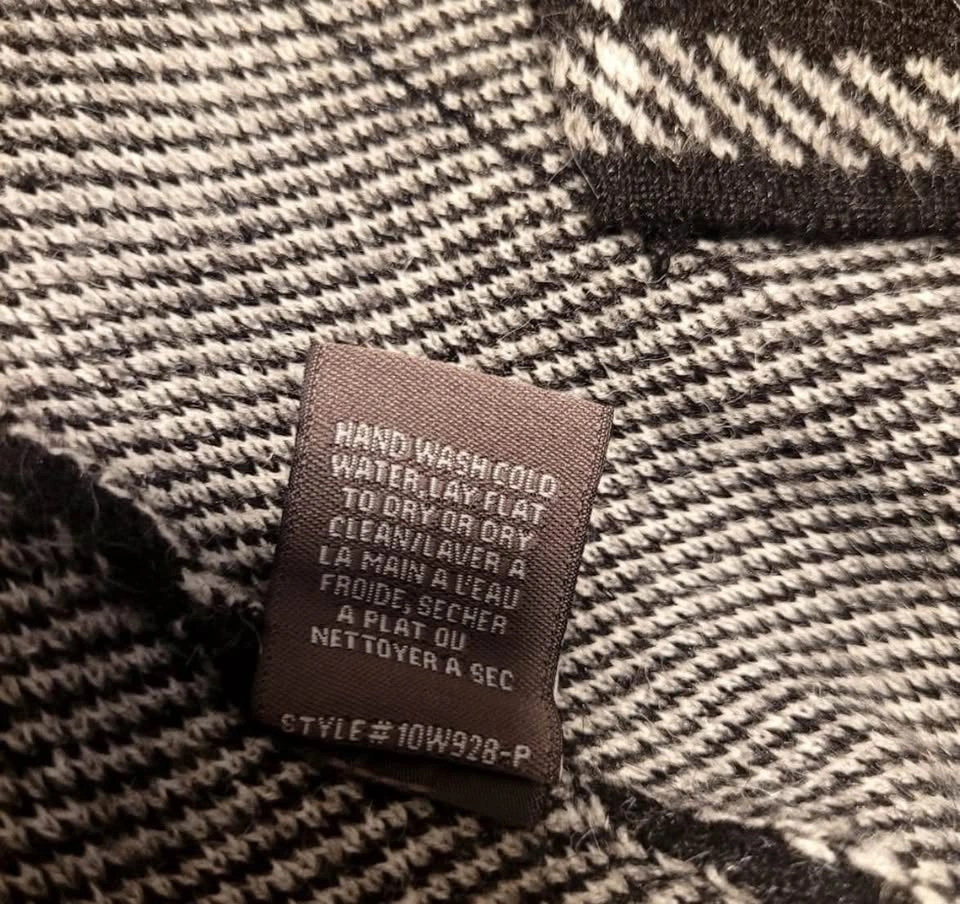 HAND WASH COLD
WATER, LAY FLAT
TO DRY OR DRY
CLEAN/LAVER A
LA MAIN A L'EAU
FROIDE, SECHER
A PLAT OU
NETTOYER A SEC
STYLE# 10W928-P